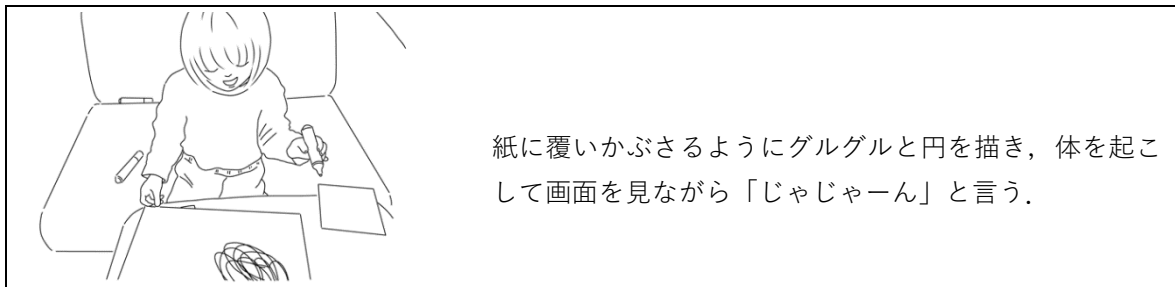 紙に覆いかぶさるようにグルグルと円を描き，体を起こ
して画面を見ながら「じゃじゃーん」と言う．